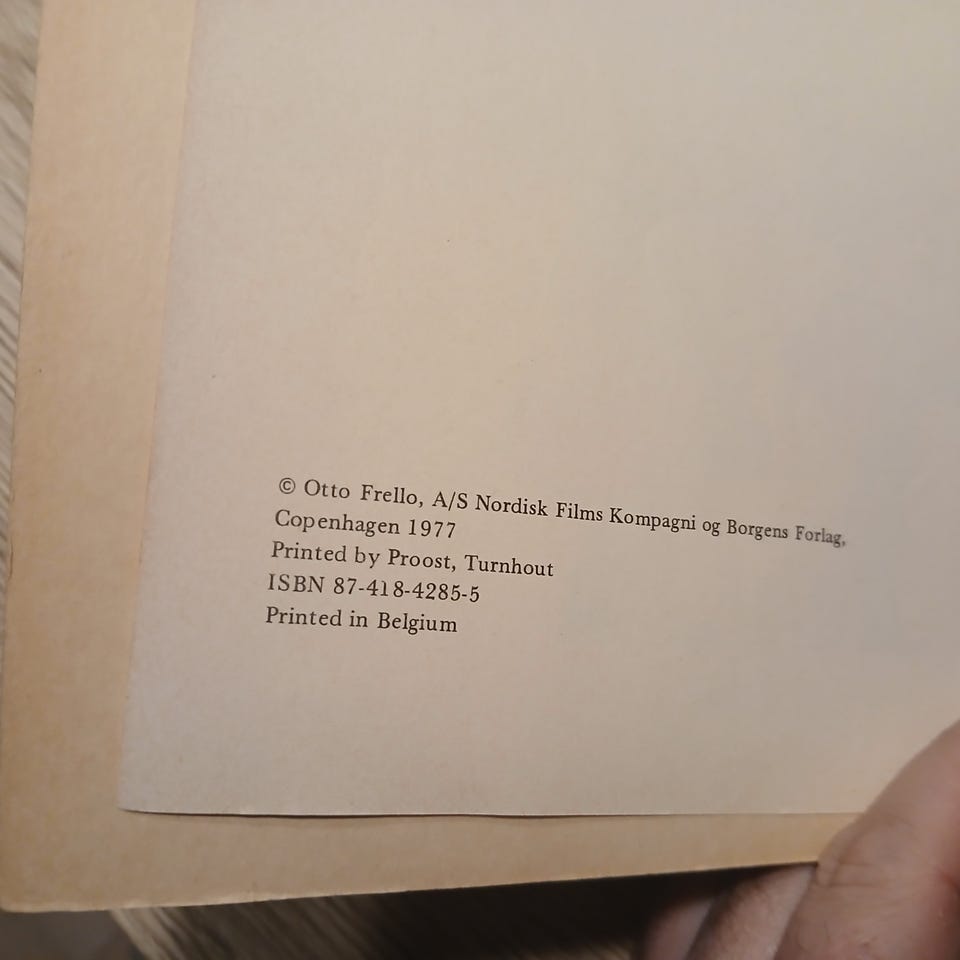 © Otto Frello, A/S Nordisk Films Kompagni og Borgens Forlag,
Copenhagen 1977
Printed by Proost, Turnhout
ISBN 87-418-4285-5
Printed in Belgium